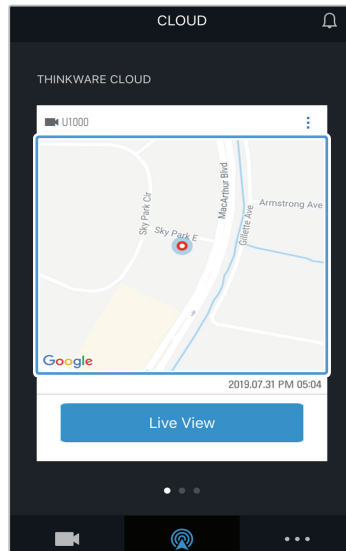 CLOUD
THINKWARE CLOUD
U1000
Sky Park Cir
Sky Park E
MacArthur Blvd
Gillette Ave
Armstrong Ave
Google
2019.07.31 PM 05:04
Live View